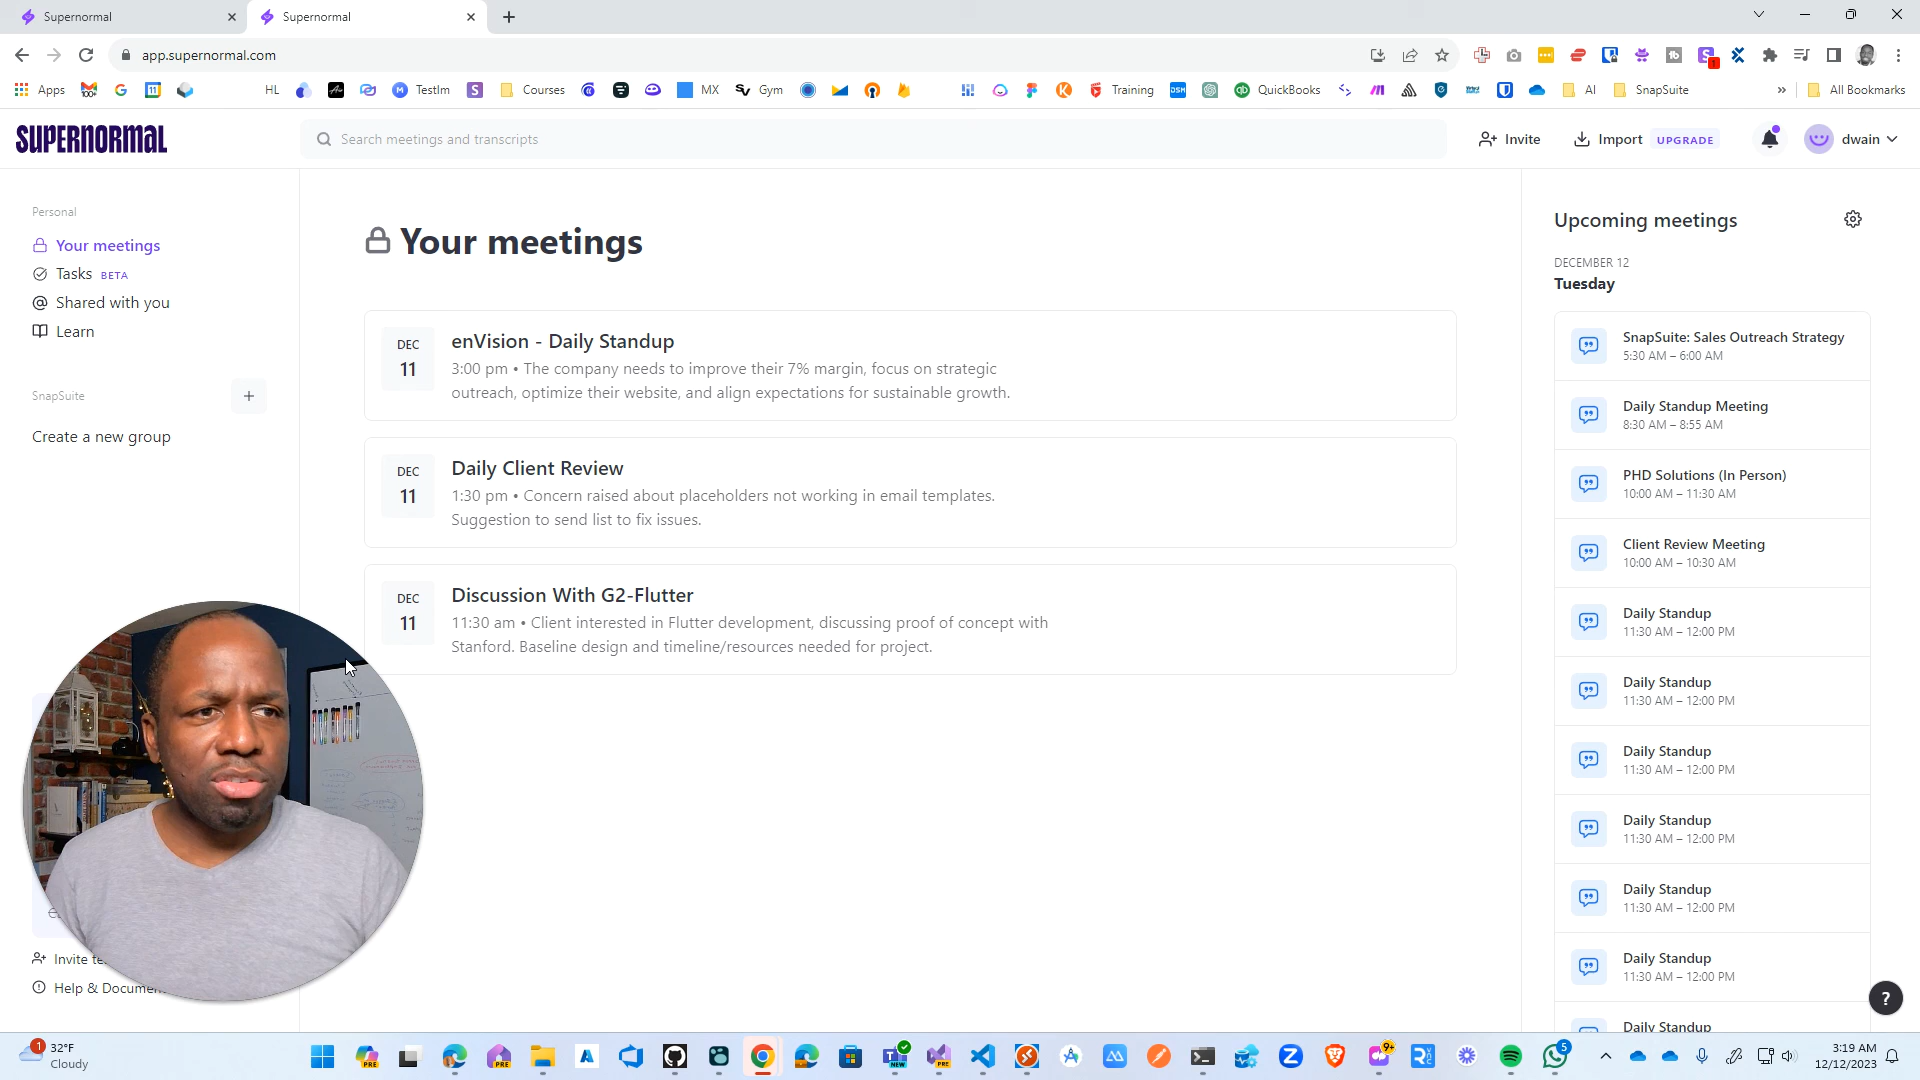 Supernormal
Supernormal
app.supernormal.com
Apps
HL
TestIm
Courses
MX
Gym
Training
QuickBooks
AI
SnapSuite
All Bookmarks
SUPERNORMAL
Search meetings and transcripts
Invite
Import UPGRADE
dwain
Personal
Your meetings
Tasks BETA
Shared with you
Learn
SnapSuite
Create a new group
Invite te
Help & Documen
Your meetings
DEC
11
enVision - Daily Standup
3:00 pm • The company needs to improve their 7% margin, focus on strategic
outreach, optimize their website, and align expectations for sustainable growth.
DEC
11
Daily Client Review
1:30 pm • Concern raised about placeholders not working in email templates.
Suggestion to send list to fix issues.
DEC
11
Discussion With G2-Flutter
11:30 am • Client interested in Flutter development, discussing proof of concept with
Stanford. Baseline design and timeline/resources needed for project.
Upcoming meetings
DECEMBER 12
Tuesday
SnapSuite: Sales Outreach Strategy
5:30 AM – 6:00 AM
Daily Standup Meeting
8:30 AM – 8:55 AM
PHD Solutions (In Person)
10:00 AM – 11:30 AM
Client Review Meeting
10:00 AM – 10:30 AM
Daily Standup
11:30 AM – 12:00 PM
Daily Standup
11:30 AM – 12:00 PM
Daily Standup
11:30 AM – 12:00 PM
Daily Standup
11:30 AM – 12:00 PM
Daily Standup
11:30 AM – 12:00 PM
Daily Standup
11:30 AM – 12:00 PM
Daily Standup
?
1
32°F
Cloudy
3:19 AM
12/12/2023